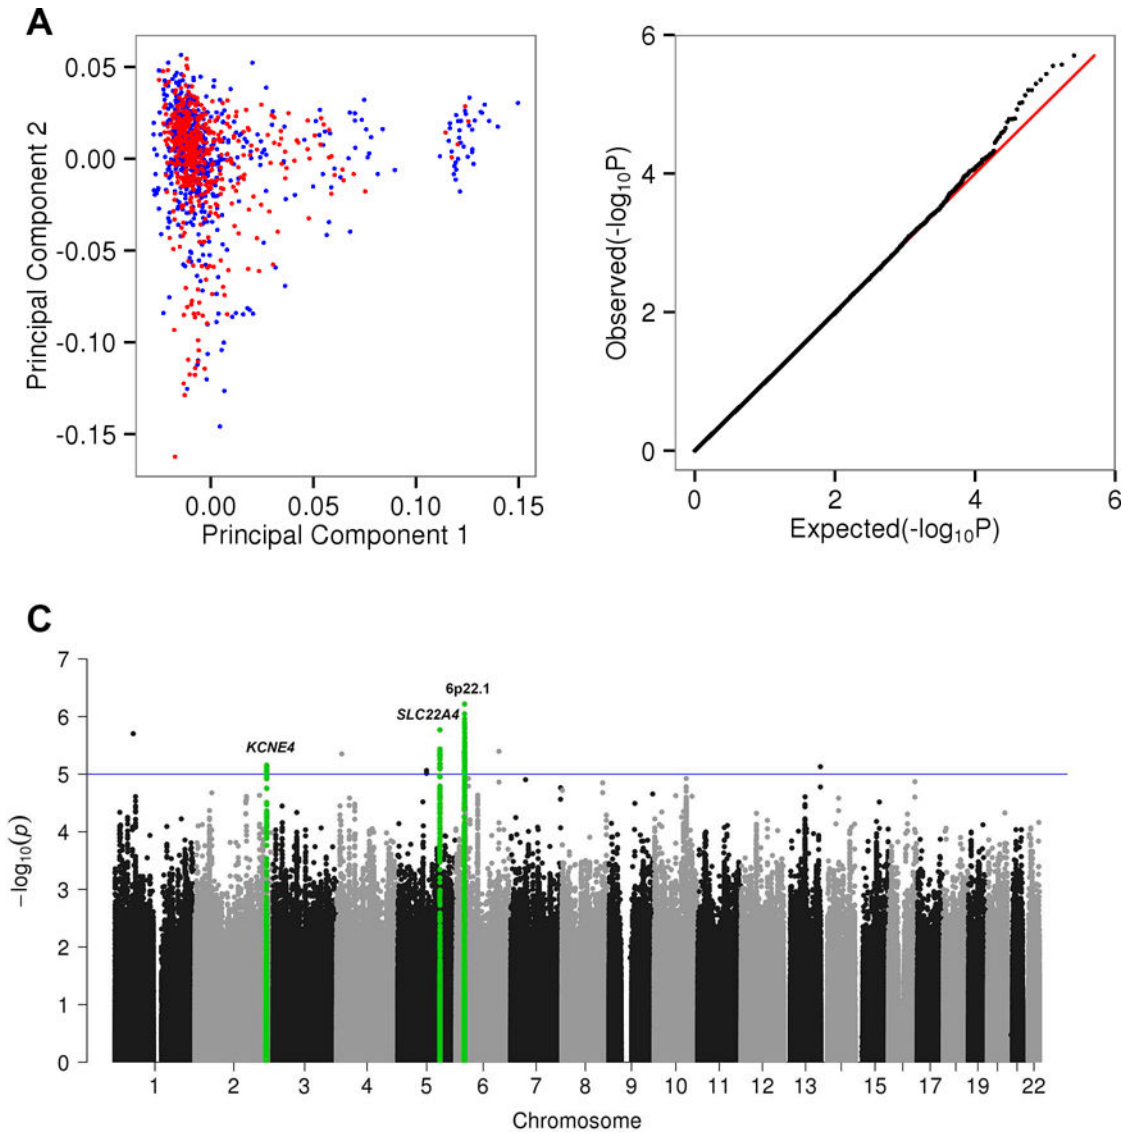 A
0.05
0.00
-0.05
-0.10
-0.15
Principal Component 2
0.00 0.05 0.10 0.15
Principal Component 1
6
4
2
0
Observed(-log10P)
0 2 4 6
Expected(-log10P)
C
7
6
5
4
3
2
1
0
−log10(p)
KCNE4
SLC22A4
6p22.1
1 2 3 4 5 6 7 8 9 10 11 12 13 15 17 19 22
Chromosome